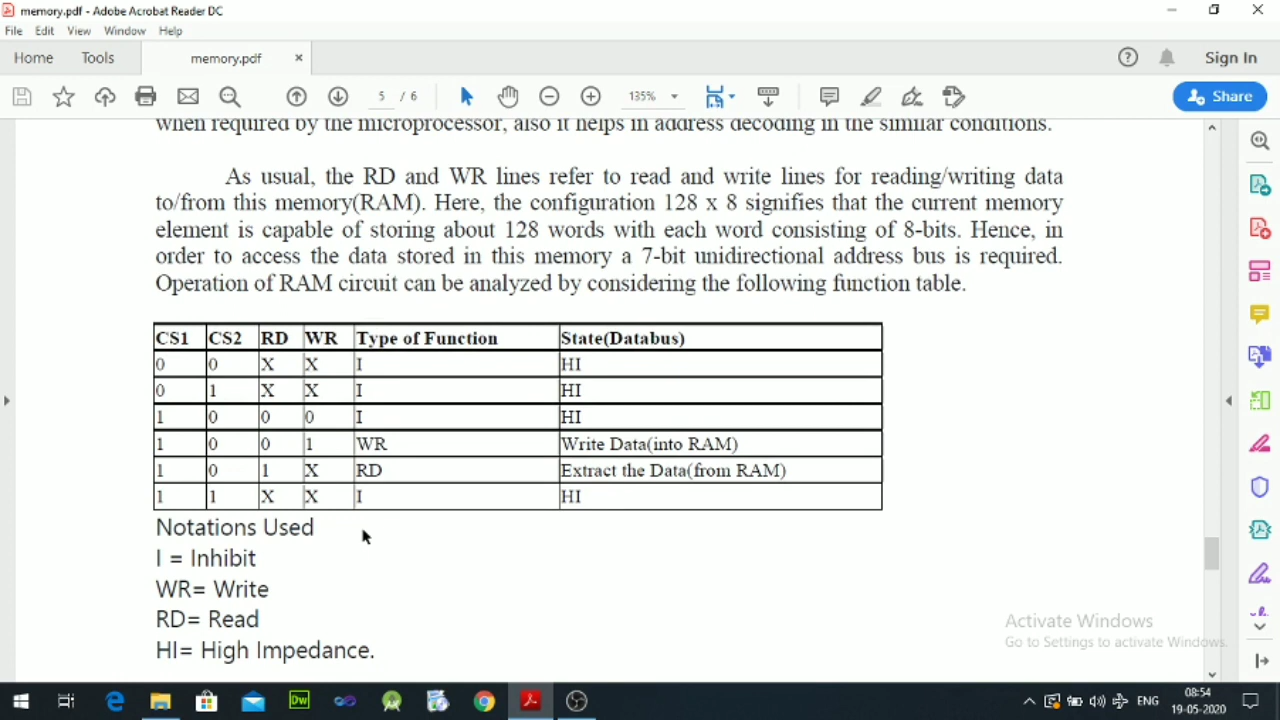 memory.pdf - Adobe Acrobat Reader DC
File Edit View Window Help
Home Tools memory.pdf × Sign In
5 / 6 135% Share
when required by the microprocessor, also it helps in address decoding in the similar conditions.
As usual, the RD and WR lines refer to read and write lines for reading/writing data
to/from this memory(RAM). Here, the configuration 128 x 8 signifies that the current memory
element is capable of storing about 128 words with each word consisting of 8-bits. Hence, in
order to access the data stored in this memory a 7-bit unidirectional address bus is required.
Operation of RAM circuit can be analyzed by considering the following function table.
CS1 CS2 RD WR Type of Function State(Databus)
0 0 X X I HI
0 1 X X I HI
1 0 0 0 I HI
1 0 0 1 WR Write Data(into RAM)
1 0 1 X RD Extract the Data(from RAM)
1 1 X X I HI
Notations Used
I = Inhibit
WR= Write
RD= Read
HI= High Impedance.
Activate Windows
Go to Settings to activate Windows.
Dw
ENG
08:54
19-05-2020